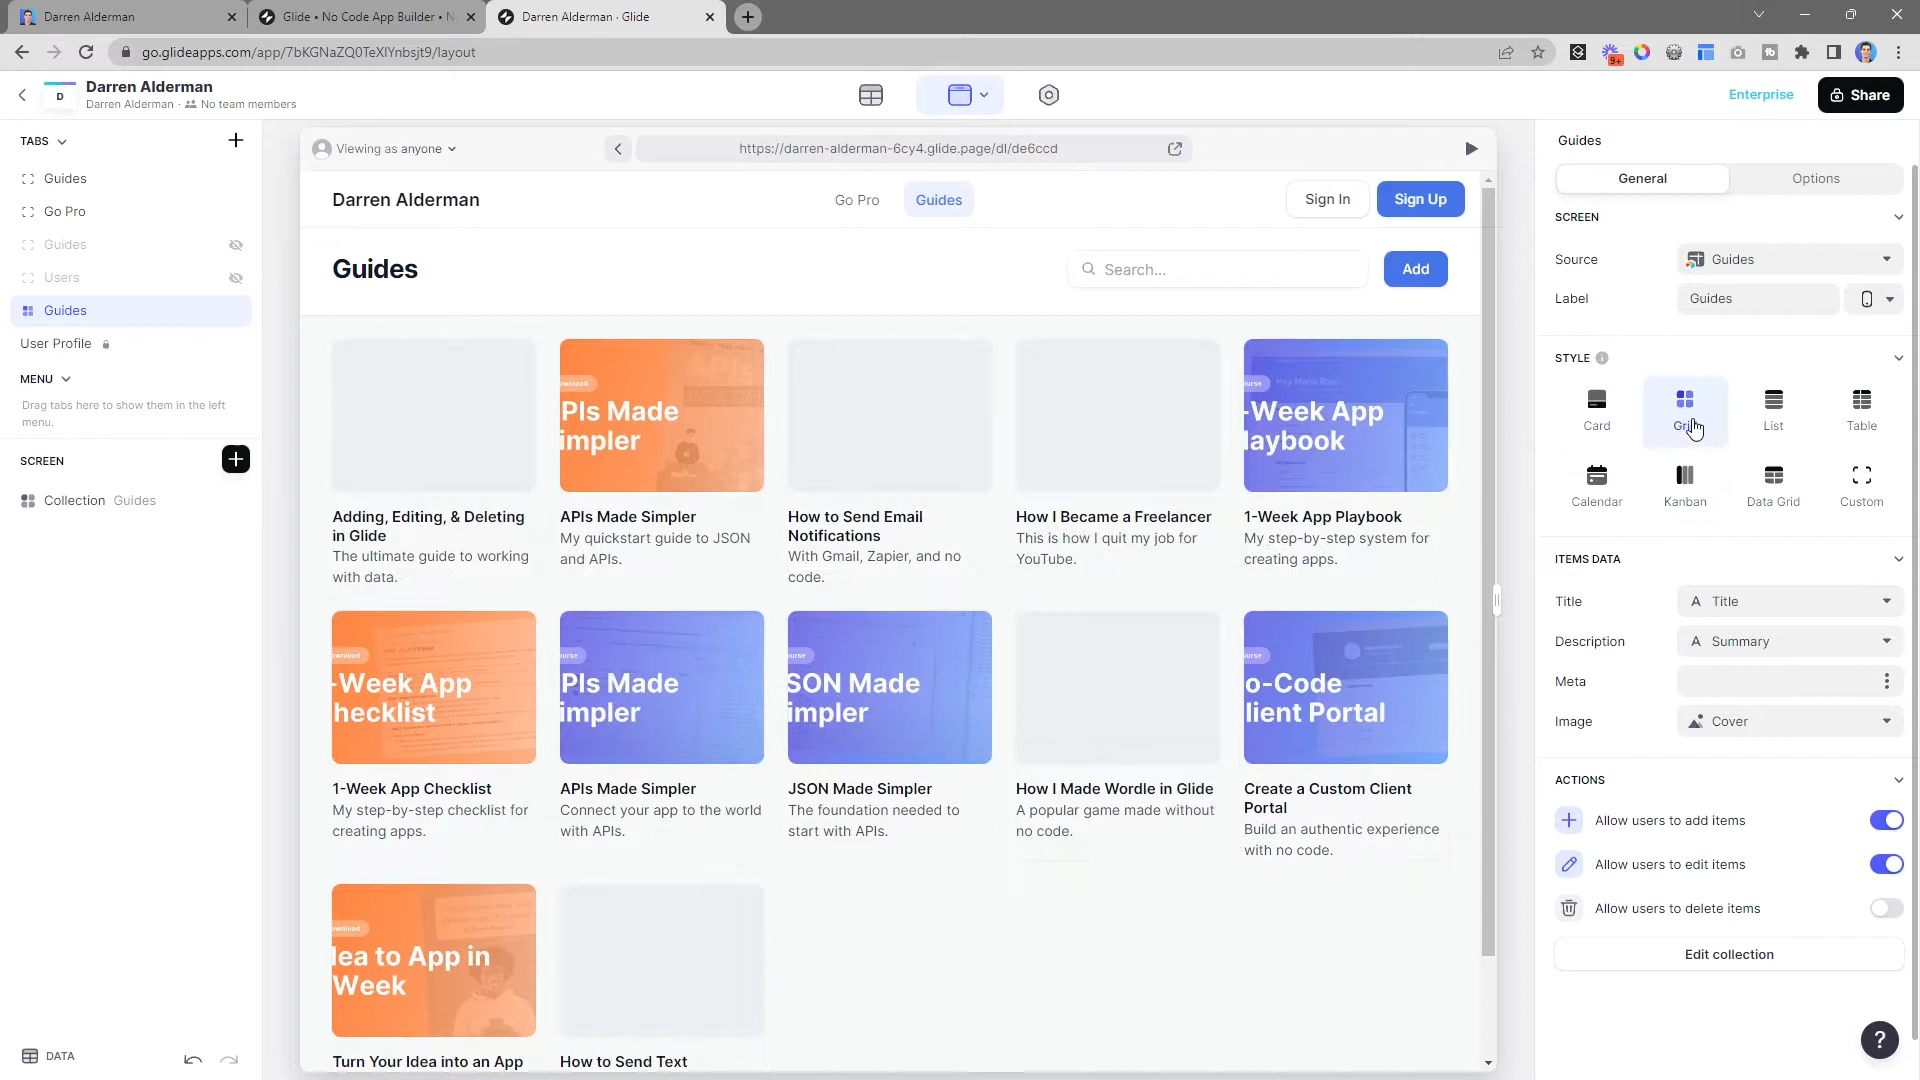 Darren Alderman
Glide • No Code App Builder • N
Darren Alderman · Glide
go.glideapps.com/app/7bKGNaZQ0TeXlYnbsjt9/layout
9+
D
Darren Alderman
Darren Alderman · No team members
Enterprise
Share
TABS
Guides
Go Pro
Guides
Users
Guides
User Profile
MENU
Drag tabs here to show them in the left
menu.
SCREEN
Collection Guides
DATA
Viewing as anyone
https://darren-alderman-6cy4.glide.page/dl/de6ccd
Darren Alderman
Go Pro
Guides
Sign In
Sign Up
Guides
Search...
Add
wnload
PIs Made
impler
urse
-Week App
laybook
Adding, Editing, & Deleting
in Glide
The ultimate guide to working
with data.
APIs Made Simpler
My quickstart guide to JSON
and APIs.
How to Send Email
Notifications
With Gmail, Zapier, and no
code.
How I Became a Freelancer
This is how I quit my job for
YouTube.
1-Week App Playbook
My step-by-step system for
creating apps.
wnload
-Week App
hecklist
urse
PIs Made
impler
urse
SON Made
impler
urse
o-Code
lient Portal
1-Week App Checklist
My step-by-step checklist for
creating apps.
APIs Made Simpler
Connect your app to the world
with APIs.
JSON Made Simpler
The foundation needed to
start with APIs.
How I Made Wordle in Glide
A popular game made without
no code.
Create a Custom Client
Portal
Build an authentic experience
with no code.
wnload
dea to App in
Week
Turn Your Idea into an App
How to Send Text
Guides
General
Options
SCREEN
Source
Guides
Label
Guides
STYLE
Card
Grid
List
Table
Calendar
Kanban
Data Grid
Custom
ITEMS DATA
Title
A Title
Description
A Summary
Meta
Image
Cover
ACTIONS
Allow users to add items
Allow users to edit items
Allow users to delete items
Edit collection
?